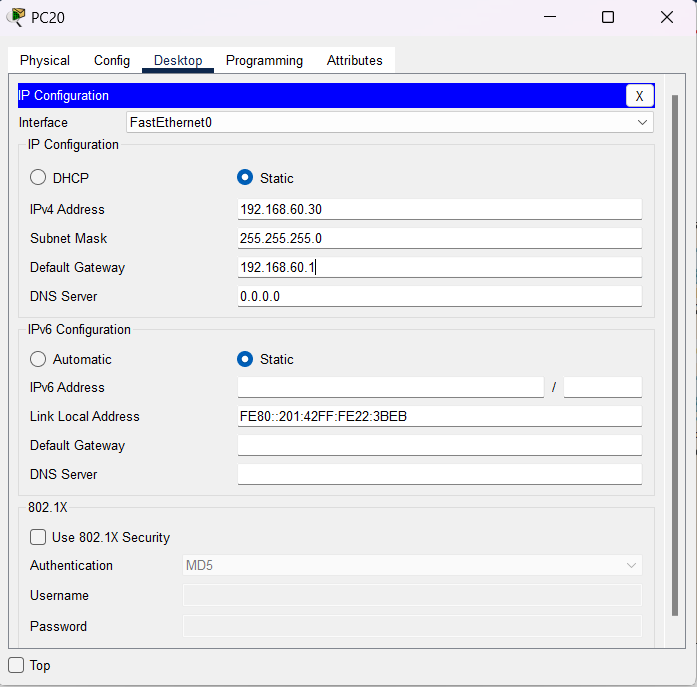 PC20
Physical Config Desktop Programming Attributes
IP Configuration X
Interface FastEthernet0
IP Configuration
DHCP Static
IPv4 Address 192.168.60.30
Subnet Mask 255.255.255.0
Default Gateway 192.168.60.1
DNS Server 0.0.0.0
IPv6 Configuration
Automatic Static
IPv6 Address /
Link Local Address FE80::201:42FF:FE22:3BEB
Default Gateway
DNS Server
802.1X
Use 802.1X Security
Authentication MD5
Username
Password
Top